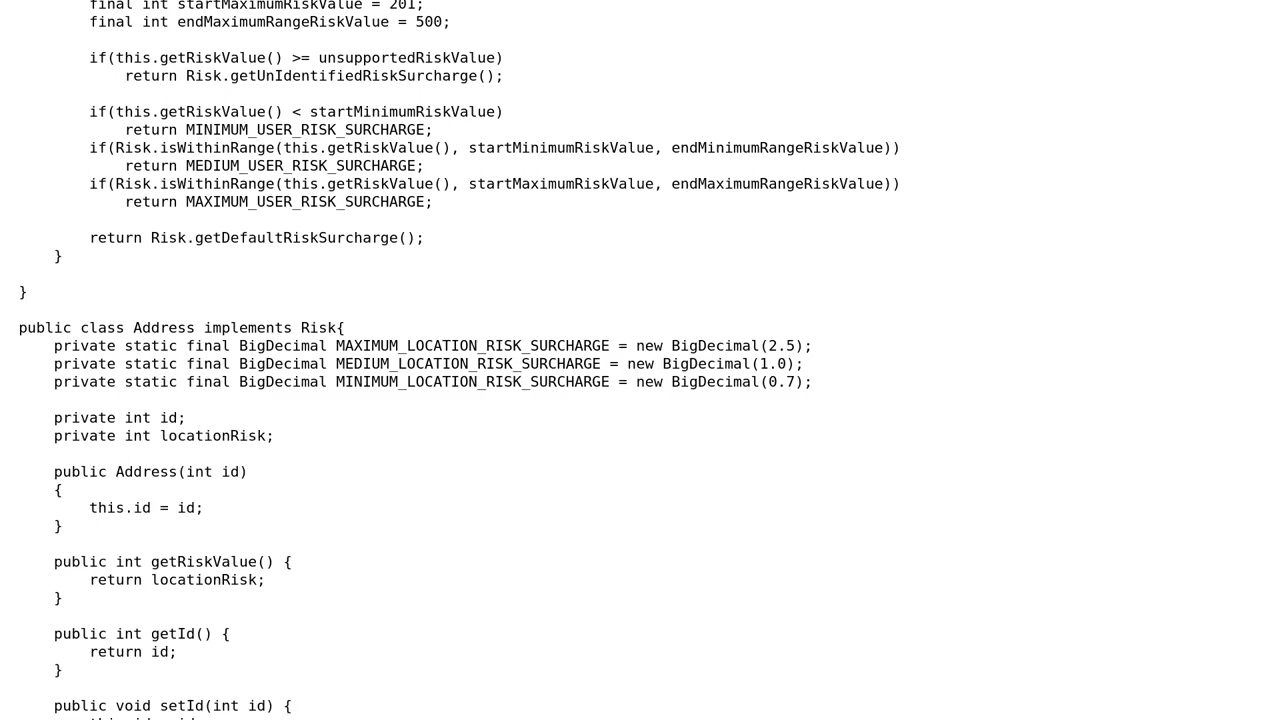 final int startMaximumRiskValue = 201;
final int endMaximumRangeRiskValue = 500;
if(this.getRiskValue() >= unsupportedRiskValue)
return Risk.getUnIdentifiedRiskSurcharge();
if(this.getRiskValue() < startMinimumRiskValue)
return MINIMUM_USER_RISK_SURCHARGE;
if(Risk.isWithinRange(this.getRiskValue(), startMinimumRiskValue, endMinimumRangeRiskValue))
return MEDIUM_USER_RISK_SURCHARGE;
if(Risk.isWithinRange(this.getRiskValue(), startMaximumRiskValue, endMaximumRangeRiskValue))
return MAXIMUM_USER_RISK_SURCHARGE;
return Risk.getDefaultRiskSurcharge();
}
}
public class Address implements Risk{
private static final BigDecimal MAXIMUM_LOCATION_RISK_SURCHARGE = new BigDecimal(2.5);
private static final BigDecimal MEDIUM_LOCATION_RISK_SURCHARGE = new BigDecimal(1.0);
private static final BigDecimal MINIMUM_LOCATION_RISK_SURCHARGE = new BigDecimal(0.7);
private int id;
private int locationRisk;
public Address(int id)
{
this.id = id;
}
public int getRiskValue() {
return locationRisk;
}
public int getId() {
return id;
}
public void setId(int id) {